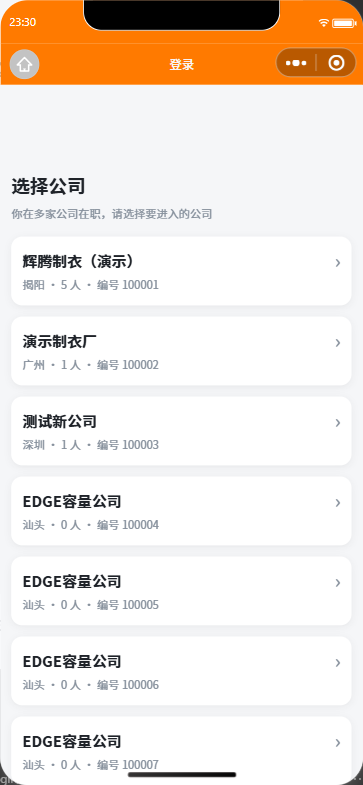 23:30
登录
选择公司
你在多家公司在职，请选择要进入的公司
辉腾制衣（演示）
揭阳 · 5 人 · 编号 100001
演示制衣厂
广州 · 1 人 · 编号 100002
测试新公司
深圳 · 1 人 · 编号 100003
EDGE容量公司
汕头 · 0 人 · 编号 100004
EDGE容量公司
汕头 · 0 人 · 编号 100005
EDGE容量公司
汕头 · 0 人 · 编号 100006
EDGE容量公司
汕头 · 0 人 · 编号 100007